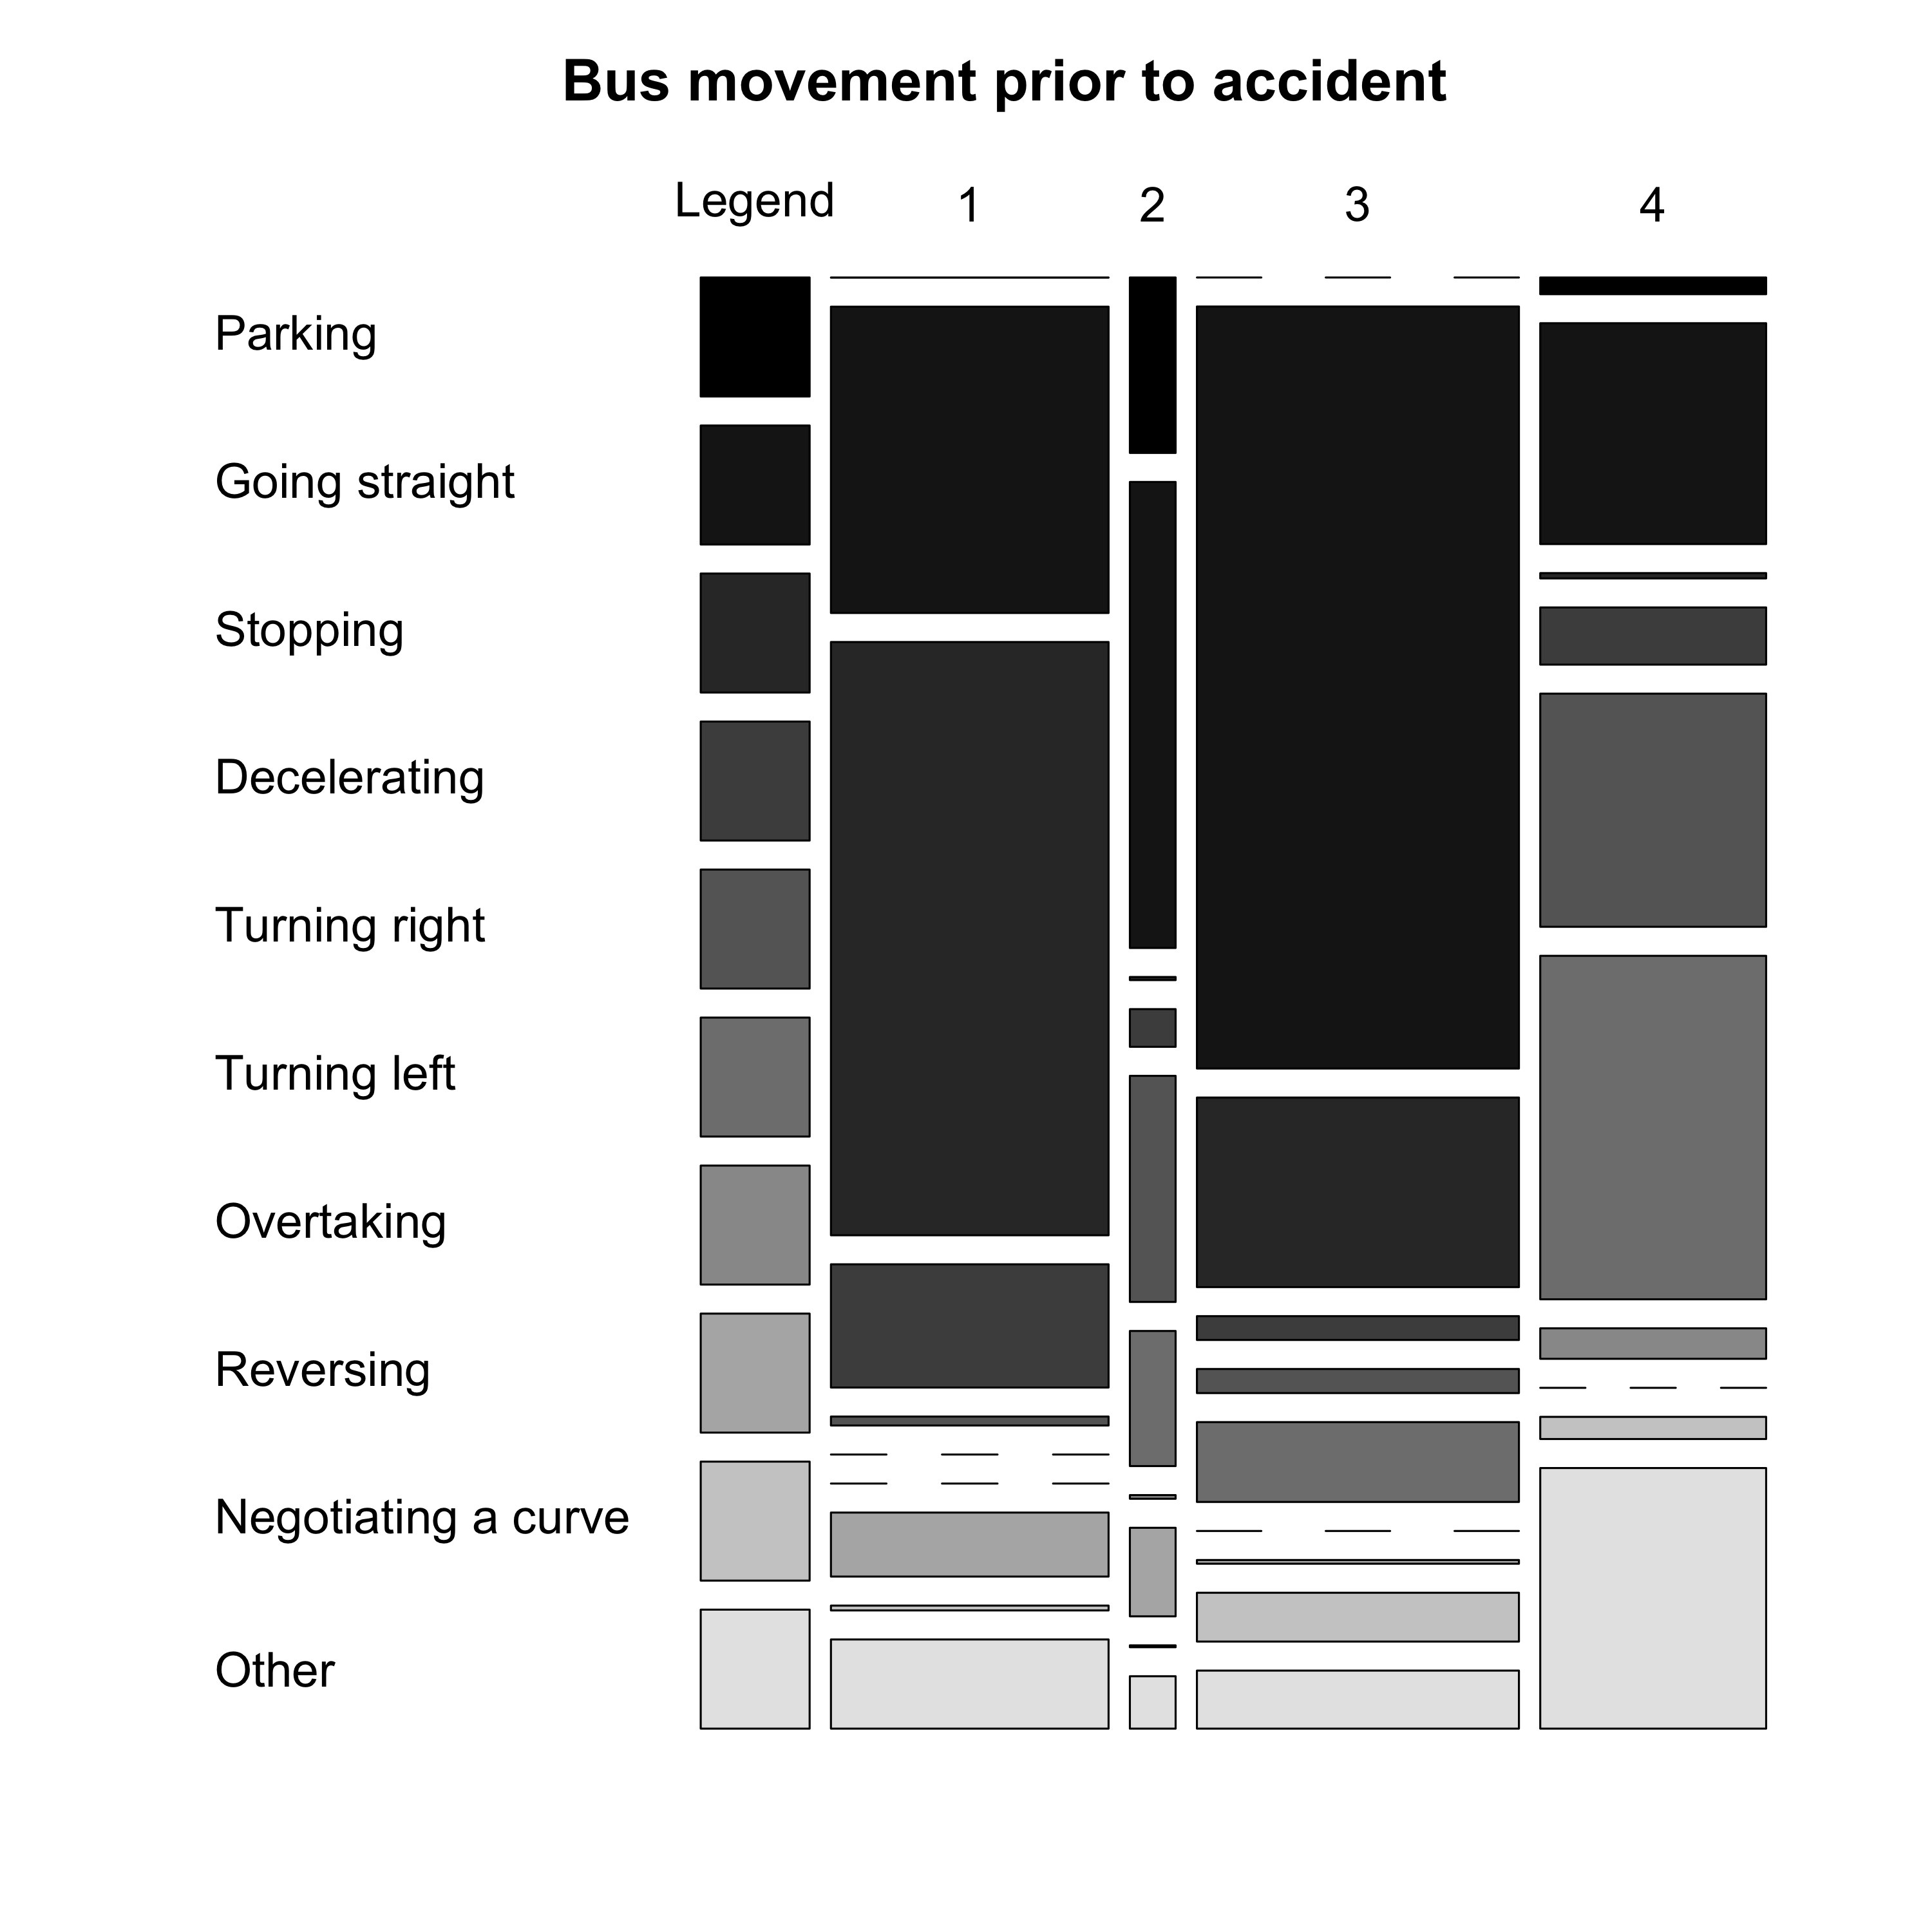 Bus movement prior to accident
Legend 1 2 3 4
Parking
Going straight
Stopping
Decelerating
Turning right
Turning left
Overtaking
Reversing
Negotiating a curve
Other